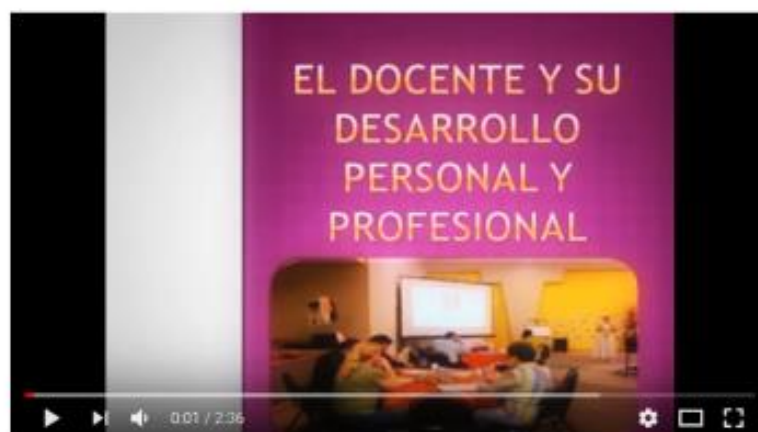 EL DOCENTE Y SU
DESARROLLO
PERSONAL Y
PROFESIONAL
0:01 / 2:36